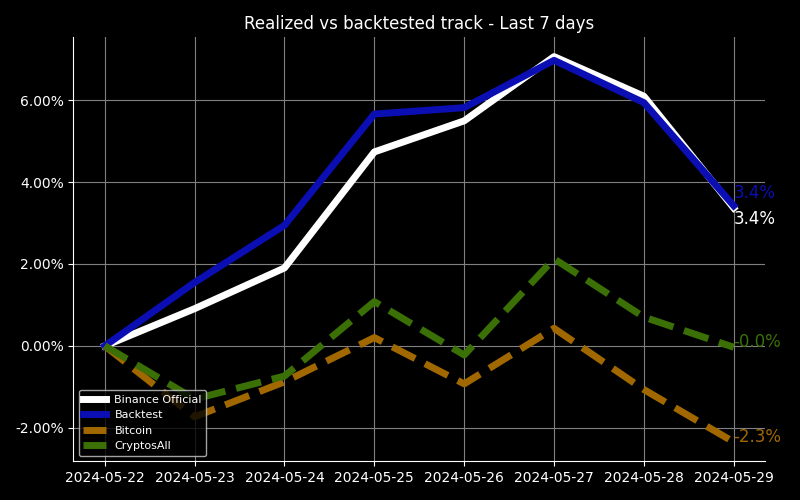 Realized vs backtested track - Last 7 days
6.00%
4.00%
2.00%
0.00%
-2.00%
3.4%
3.4%
-0.0%
-2.3%
Binance Official
Backtest
Bitcoin
CryptosAll
2024-05-22 2024-05-23 2024-05-24 2024-05-25 2024-05-26 2024-05-27 2024-05-28 2024-05-29